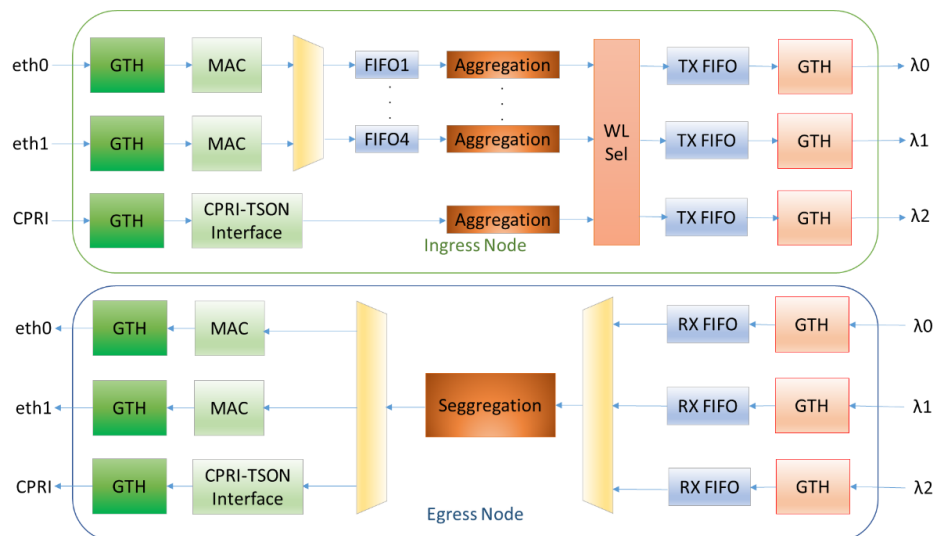 eth0
GTH
MAC
FIFO1
Aggregation
TX FIFO
GTH
λ0
eth1
GTH
MAC
FIFO4
Aggregation
WL
Sel
TX FIFO
GTH
λ1
CPRI
GTH
CPRI-TSON
Interface
Aggregation
TX FIFO
GTH
λ2
Ingress Node
eth0
GTH
MAC
RX FIFO
GTH
λ0
eth1
GTH
MAC
Seggregation
RX FIFO
GTH
λ1
CPRI
GTH
CPRI-TSON
Interface
RX FIFO
GTH
λ2
Egress Node